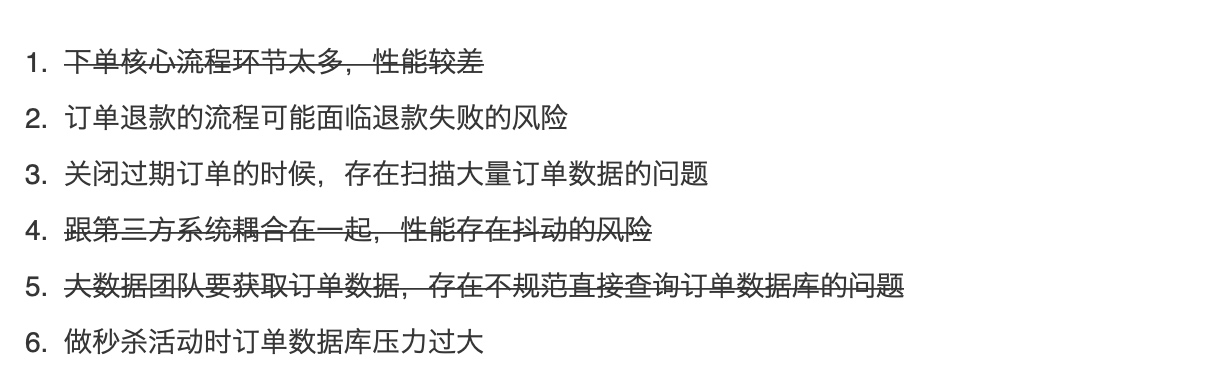 1. 下单核心流程环节太多，性能较差
2. 订单退款的流程可能面临退款失败的风险
3. 关闭过期订单的时候，存在扫描大量订单数据的问题
4. 跟第三方系统耦合在一起，性能存在抖动的风险
5. 大数据团队要获取订单数据，存在不规范直接查询订单数据库的问题
6. 做秒杀活动时订单数据库压力过大